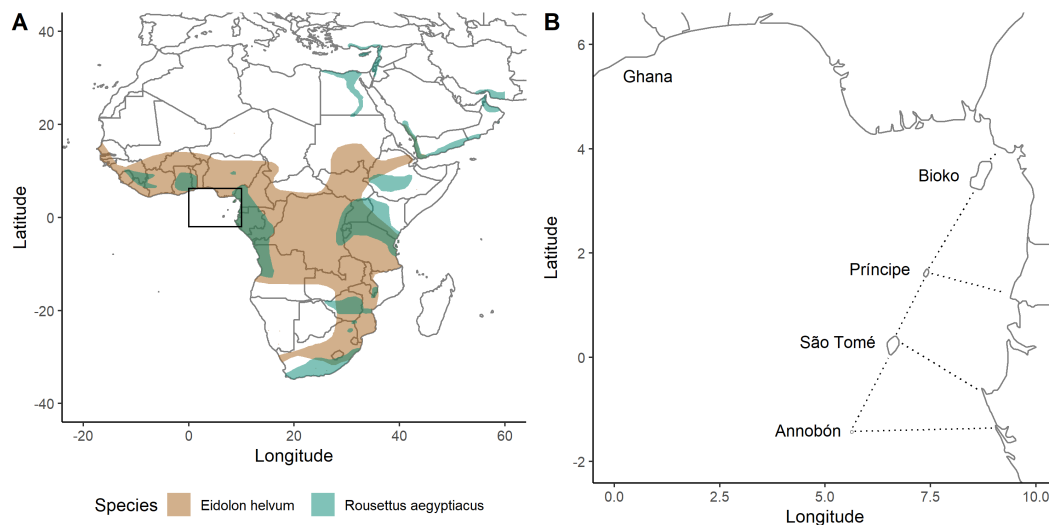 A
40
20
0
-20
-40
Latitude
-20
0
20
40
60
Longitude
Species
Eidolon helvum
Rousettus aegyptiacus
B
6
4
2
0
-2
Latitude
Ghana
Bioko
Príncipe
São Tomé
Annobón
0.0
2.5
5.0
7.5
10.0
Longitude